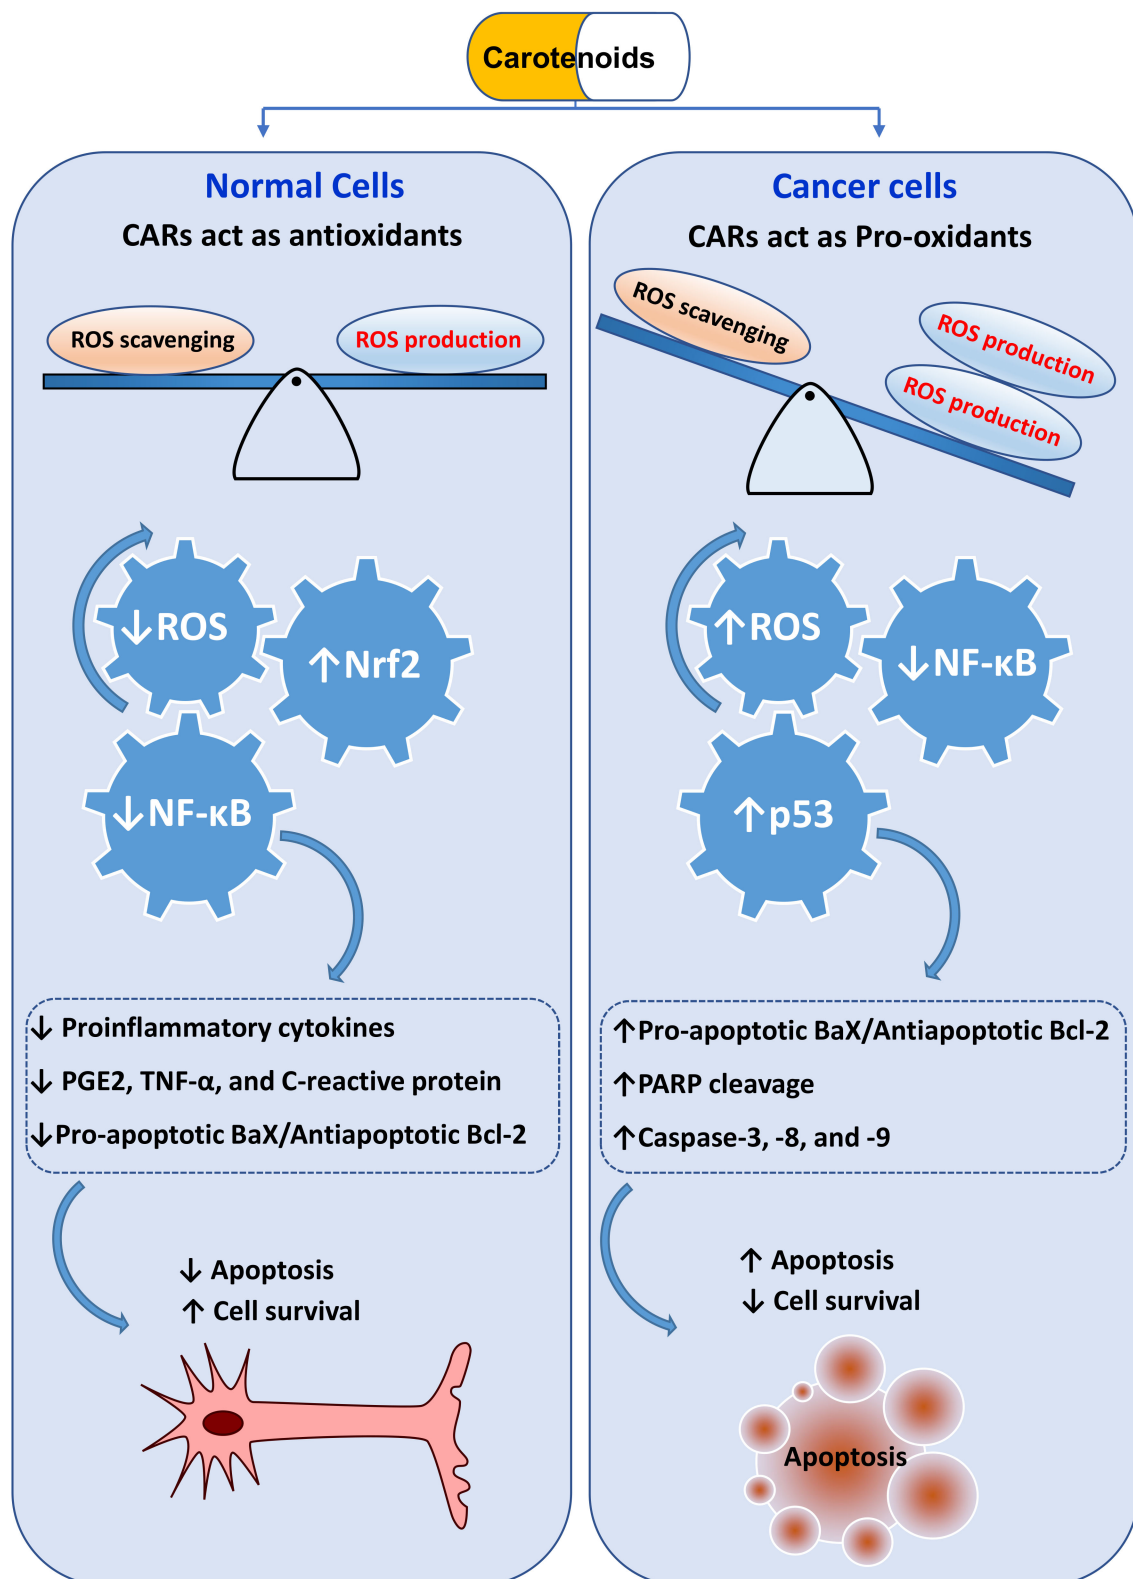 Carotenoids
Normal Cells
CARs act as antioxidants
ROS scavenging
ROS production
↓ROS
↑Nrf2
↓NF-κB
↓ Proinflammatory cytokines
↓ PGE2, TNF-α, and C-reactive protein
↓Pro-apoptotic BaX/Antiapoptotic Bcl-2
↓ Apoptosis
↑ Cell survival
Cancer cells
CARs act as Pro-oxidants
ROS scavenging
ROS production
ROS production
↑ROS
↓NF-κB
↑p53
↑Pro-apoptotic BaX/Antiapoptotic Bcl-2
↑PARP cleavage
↑Caspase-3, -8, and -9
↑ Apoptosis
↓ Cell survival
Apoptosis